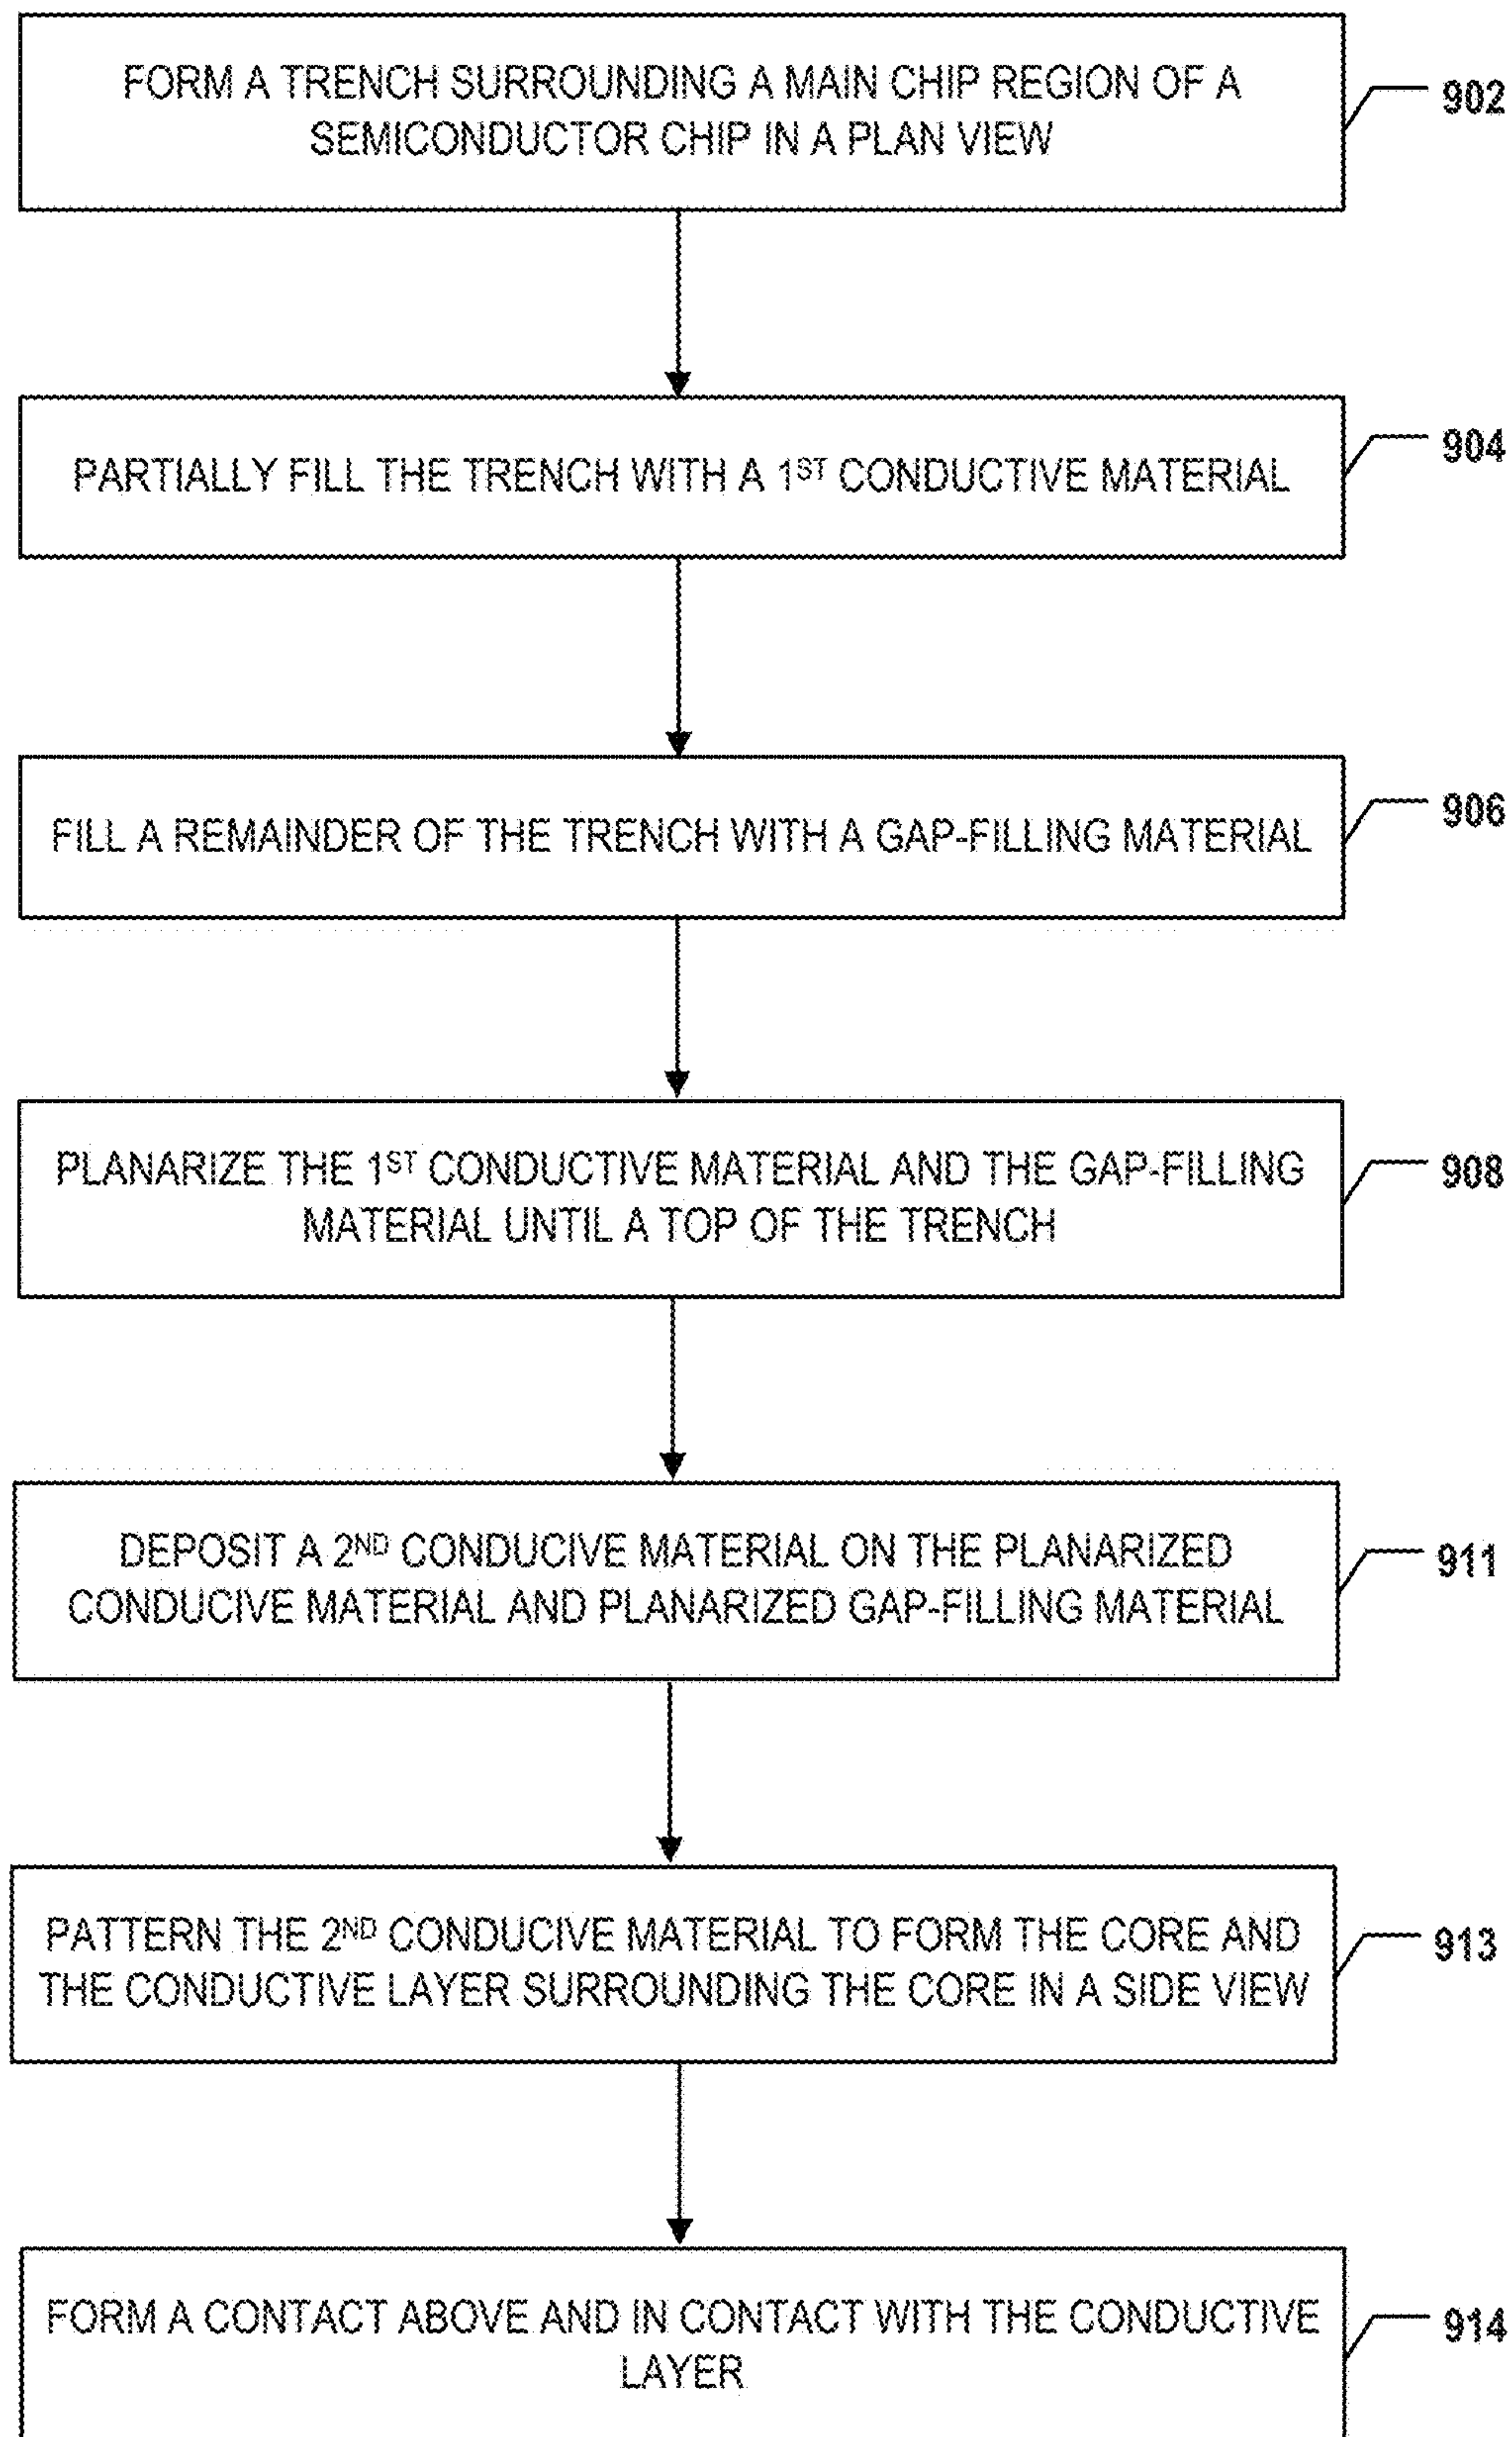 FORM A TRENCH SURROUNDING A MAIN CHIP REGION OF A
SEMICONDUCTOR CHIP IN A PLAN VIEW
902
PARTIALLY FILL THE TRENCH WITH A 1ST CONDUCTIVE MATERIAL
904
FILL A REMAINDER OF THE TRENCH WITH A GAP-FILLING MATERIAL
906
PLANARIZE THE 1ST CONDUCTIVE MATERIAL AND THE GAP-FILLING
MATERIAL UNTIL A TOP OF THE TRENCH
908
DEPOSIT A 2ND CONDUCIVE MATERIAL ON THE PLANARIZED
CONDUCIVE MATERIAL AND PLANARIZED GAP-FILLING MATERIAL
911
PATTERN THE 2ND CONDUCIVE MATERIAL TO FORM THE CORE AND
THE CONDUCTIVE LAYER SURROUNDING THE CORE IN A SIDE VIEW
913
FORM A CONTACT ABOVE AND IN CONTACT WITH THE CONDUCTIVE
LAYER
914